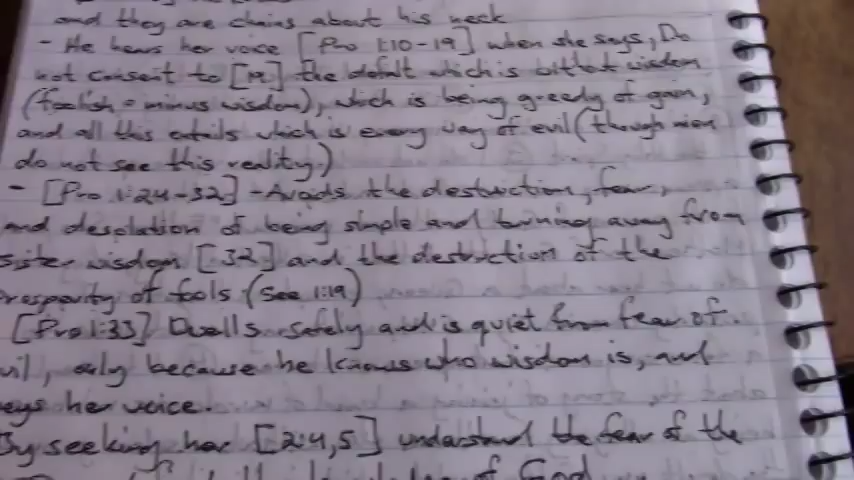 and they are chains about his neck
- He hears her voice [Pro 1:10-19] when she says, Do
not consent to [19] the default which is without wisdom
(foolish = minus wisdom), which is being greedy of gain,
and all this entails which is every way of evil (though men
do not see this reality.)
- [Pro 1:24-32] - Avoids the destruction, fear,
and desolation of being simple and turning away from
sister wisdom [32] and the destruction of the
rosperity of fools (see 1:19)
[Pro 1:33] Dwells safely and is quiet from fear of
vil, only because he knows who wisdom is, and
eys her voice.
By seeking her [2:4,5] understand the fear of the
of God